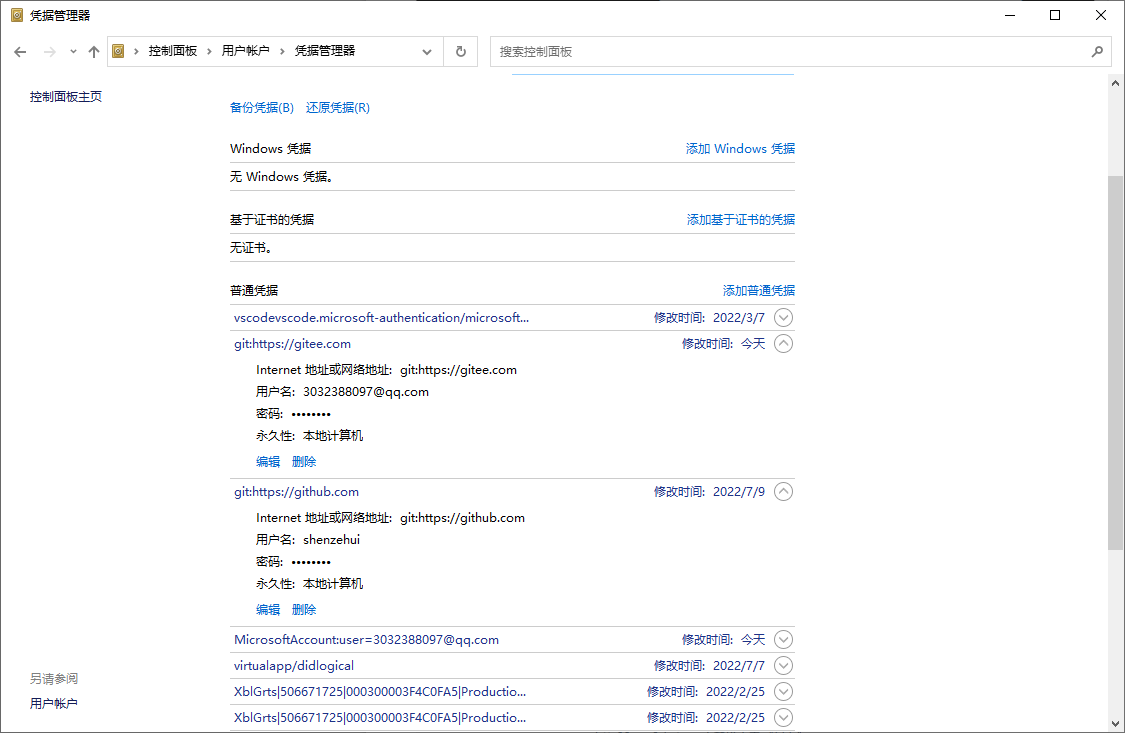 凭据管理器
控制面板 用户帐户 凭据管理器 搜索控制面板
控制面板主页
备份凭据(B) 还原凭据(R)
Windows 凭据 添加 Windows 凭据
无 Windows 凭据。
基于证书的凭据 添加基于证书的凭据
无证书。
普通凭据 添加普通凭据
vscodevscode.microsoft-authentication/microsoft... 修改时间: 2022/3/7
git:https://gitee.com 修改时间: 今天
Internet 地址或网络地址: git:https://gitee.com
用户名: 3032388097@qq.com
密码: ••••••••
永久性: 本地计算机
编辑 删除
git:https://github.com 修改时间: 2022/7/9
Internet 地址或网络地址: git:https://github.com
用户名: shenzehui
密码: ••••••••
永久性: 本地计算机
编辑 删除
MicrosoftAccount:user=3032388097@qq.com 修改时间: 今天
virtualapp/didlogical 修改时间: 2022/7/7
XblGrts|506671725|000300003F4C0FA5|Productio... 修改时间: 2022/2/25
XblGrts|506671725|000300003F4C0FA5|Productio... 修改时间: 2022/2/25
另请参阅
用户帐户